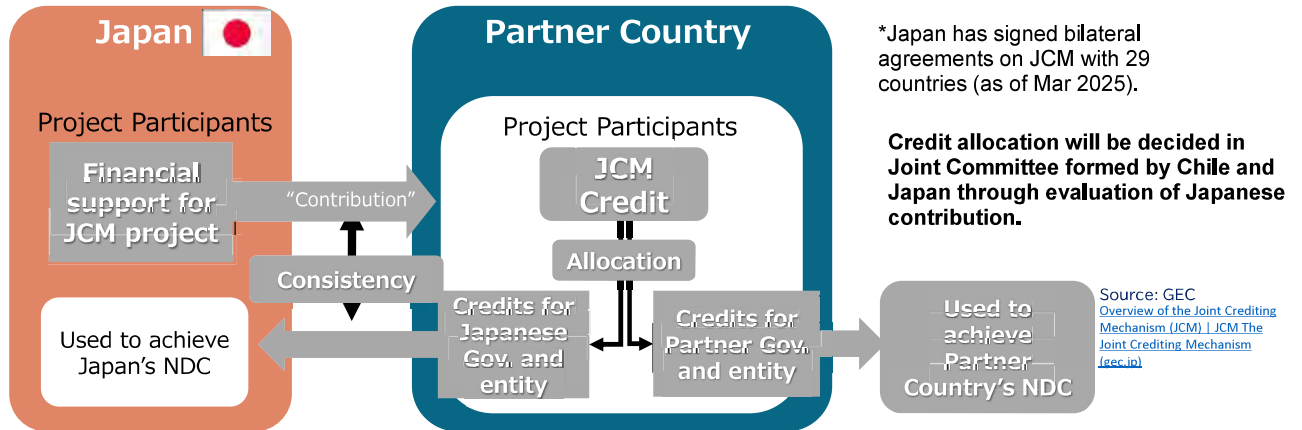 Japan
Project Participants
Financial
support for
JCM project
"Contribution"
Consistency
Used to achieve
Japan's NDC
Partner Country
Project Participants
JCM
Credit
Allocation
Credits for
Japanese
Gov. and
entity
Credits for
Partner Gov.
and entity
Used to
achieve
Partner
Country's NDC
*Japan has signed bilateral
agreements on JCM with 29
countries (as of Mar 2025).
Credit allocation will be decided in
Joint Committee formed by Chile and
Japan through evaluation of Japanese
contribution.
Source: GEC
Overview of the Joint Crediting
Mechanism (JCM) | JCM The
Joint Crediting Mechanism
(gec.jp)